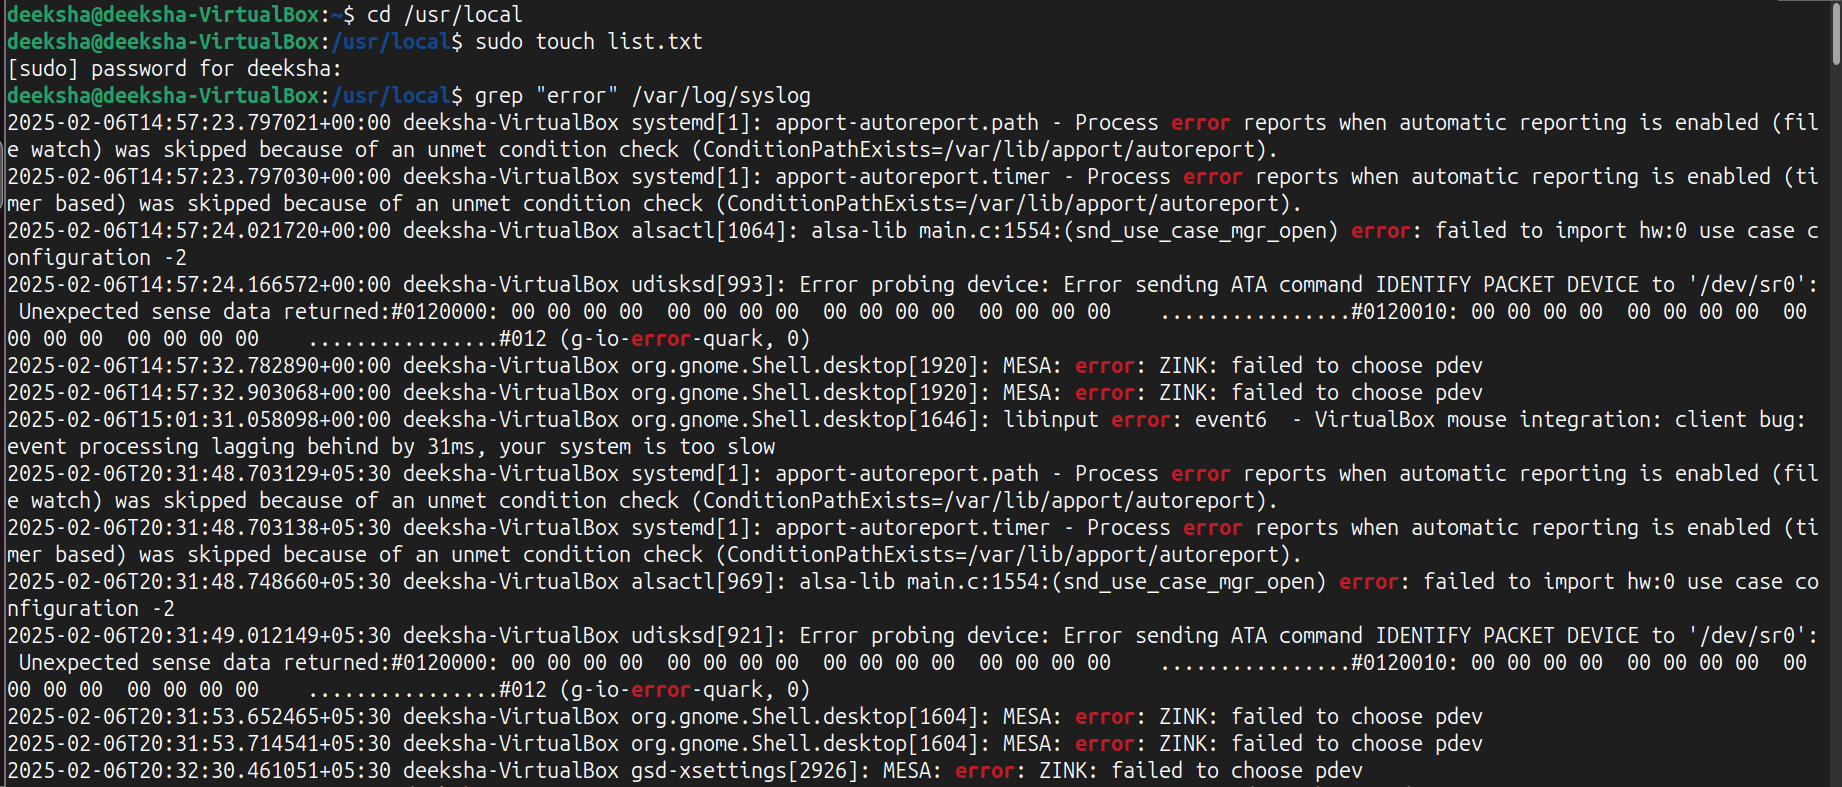 deeksha@deeksha-VirtualBox:~$ cd /usr/local
deeksha@deeksha-VirtualBox:/usr/local$ sudo touch list.txt
[sudo] password for deeksha:
deeksha@deeksha-VirtualBox:/usr/local$ grep "error" /var/log/syslog
2025-02-06T14:57:23.797021+00:00 deeksha-VirtualBox systemd[1]: apport-autoreport.path - Process error reports when automatic reporting is enabled (fil
e watch) was skipped because of an unmet condition check (ConditionPathExists=/var/lib/apport/autoreport).
2025-02-06T14:57:23.797030+00:00 deeksha-VirtualBox systemd[1]: apport-autoreport.timer - Process error reports when automatic reporting is enabled (ti
mer based) was skipped because of an unmet condition check (ConditionPathExists=/var/lib/apport/autoreport).
2025-02-06T14:57:24.021720+00:00 deeksha-VirtualBox alsactl[1064]: alsa-lib main.c:1554:(snd_use_case_mgr_open) error: failed to import hw:0 use case c
onfiguration -2
2025-02-06T14:57:24.166572+00:00 deeksha-VirtualBox udisksd[993]: Error probing device: Error sending ATA command IDENTIFY PACKET DEVICE to '/dev/sr0':
 Unexpected sense data returned:#0120000: 00 00 00 00  00 00 00 00  00 00 00 00  00 00 00 00    ................#0120010: 00 00 00 00  00 00 00 00  00
00 00 00  00 00 00 00    ................#012 (g-io-error-quark, 0)
2025-02-06T14:57:32.782890+00:00 deeksha-VirtualBox org.gnome.Shell.desktop[1920]: MESA: error: ZINK: failed to choose pdev
2025-02-06T14:57:32.903068+00:00 deeksha-VirtualBox org.gnome.Shell.desktop[1920]: MESA: error: ZINK: failed to choose pdev
2025-02-06T15:01:31.058098+00:00 deeksha-VirtualBox org.gnome.Shell.desktop[1646]: libinput error: event6  - VirtualBox mouse integration: client bug:
event processing lagging behind by 31ms, your system is too slow
2025-02-06T20:31:48.703129+05:30 deeksha-VirtualBox systemd[1]: apport-autoreport.path - Process error reports when automatic reporting is enabled (fil
e watch) was skipped because of an unmet condition check (ConditionPathExists=/var/lib/apport/autoreport).
2025-02-06T20:31:48.703138+05:30 deeksha-VirtualBox systemd[1]: apport-autoreport.timer - Process error reports when automatic reporting is enabled (ti
mer based) was skipped because of an unmet condition check (ConditionPathExists=/var/lib/apport/autoreport).
2025-02-06T20:31:48.748660+05:30 deeksha-VirtualBox alsactl[969]: alsa-lib main.c:1554:(snd_use_case_mgr_open) error: failed to import hw:0 use case co
nfiguration -2
2025-02-06T20:31:49.012149+05:30 deeksha-VirtualBox udisksd[921]: Error probing device: Error sending ATA command IDENTIFY PACKET DEVICE to '/dev/sr0':
 Unexpected sense data returned:#0120000: 00 00 00 00  00 00 00 00  00 00 00 00  00 00 00 00    ................#0120010: 00 00 00 00  00 00 00 00  00
00 00 00  00 00 00 00    ................#012 (g-io-error-quark, 0)
2025-02-06T20:31:53.652465+05:30 deeksha-VirtualBox org.gnome.Shell.desktop[1604]: MESA: error: ZINK: failed to choose pdev
2025-02-06T20:31:53.714541+05:30 deeksha-VirtualBox org.gnome.Shell.desktop[1604]: MESA: error: ZINK: failed to choose pdev
2025-02-06T20:32:30.461051+05:30 deeksha-VirtualBox gsd-xsettings[2926]: MESA: error: ZINK: failed to choose pdev